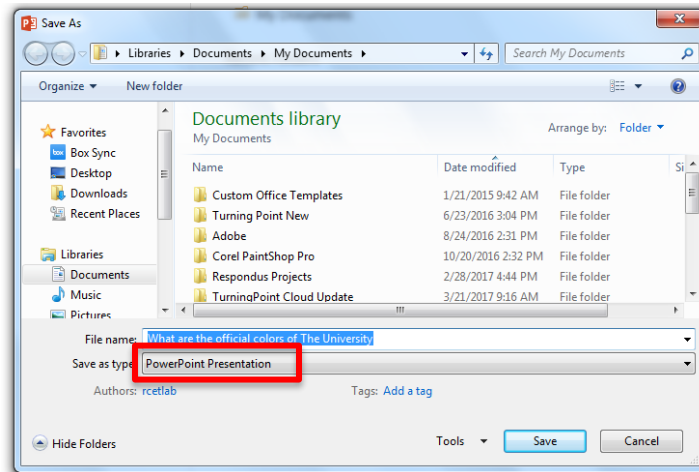 My Documents
Save As
Libraries Documents My Documents Search My Documents
Organize New folder
Favorites
box Box Sync
Desktop
Downloads
Recent Places
Libraries
Documents
Music
Pictures
Documents library
My Documents
Arrange by: Folder
Name Date modified Type Si
Custom Office Templates 1/21/2015 9:42 AM File folder
Turning Point New 6/23/2016 3:04 PM File folder
Adobe 8/24/2016 2:31 PM File folder
Corel PaintShop Pro 10/20/2016 2:32 PM File folder
Respondus Projects 2/28/2017 4:44 PM File folder
TurningPoint Cloud Update 3/21/2017 9:16 AM File folder
File name: What are the official colors of The University
Save as type: PowerPoint Presentation
Authors: rcetlab Tags: Add a tag
Hide Folders Tools Save Cancel